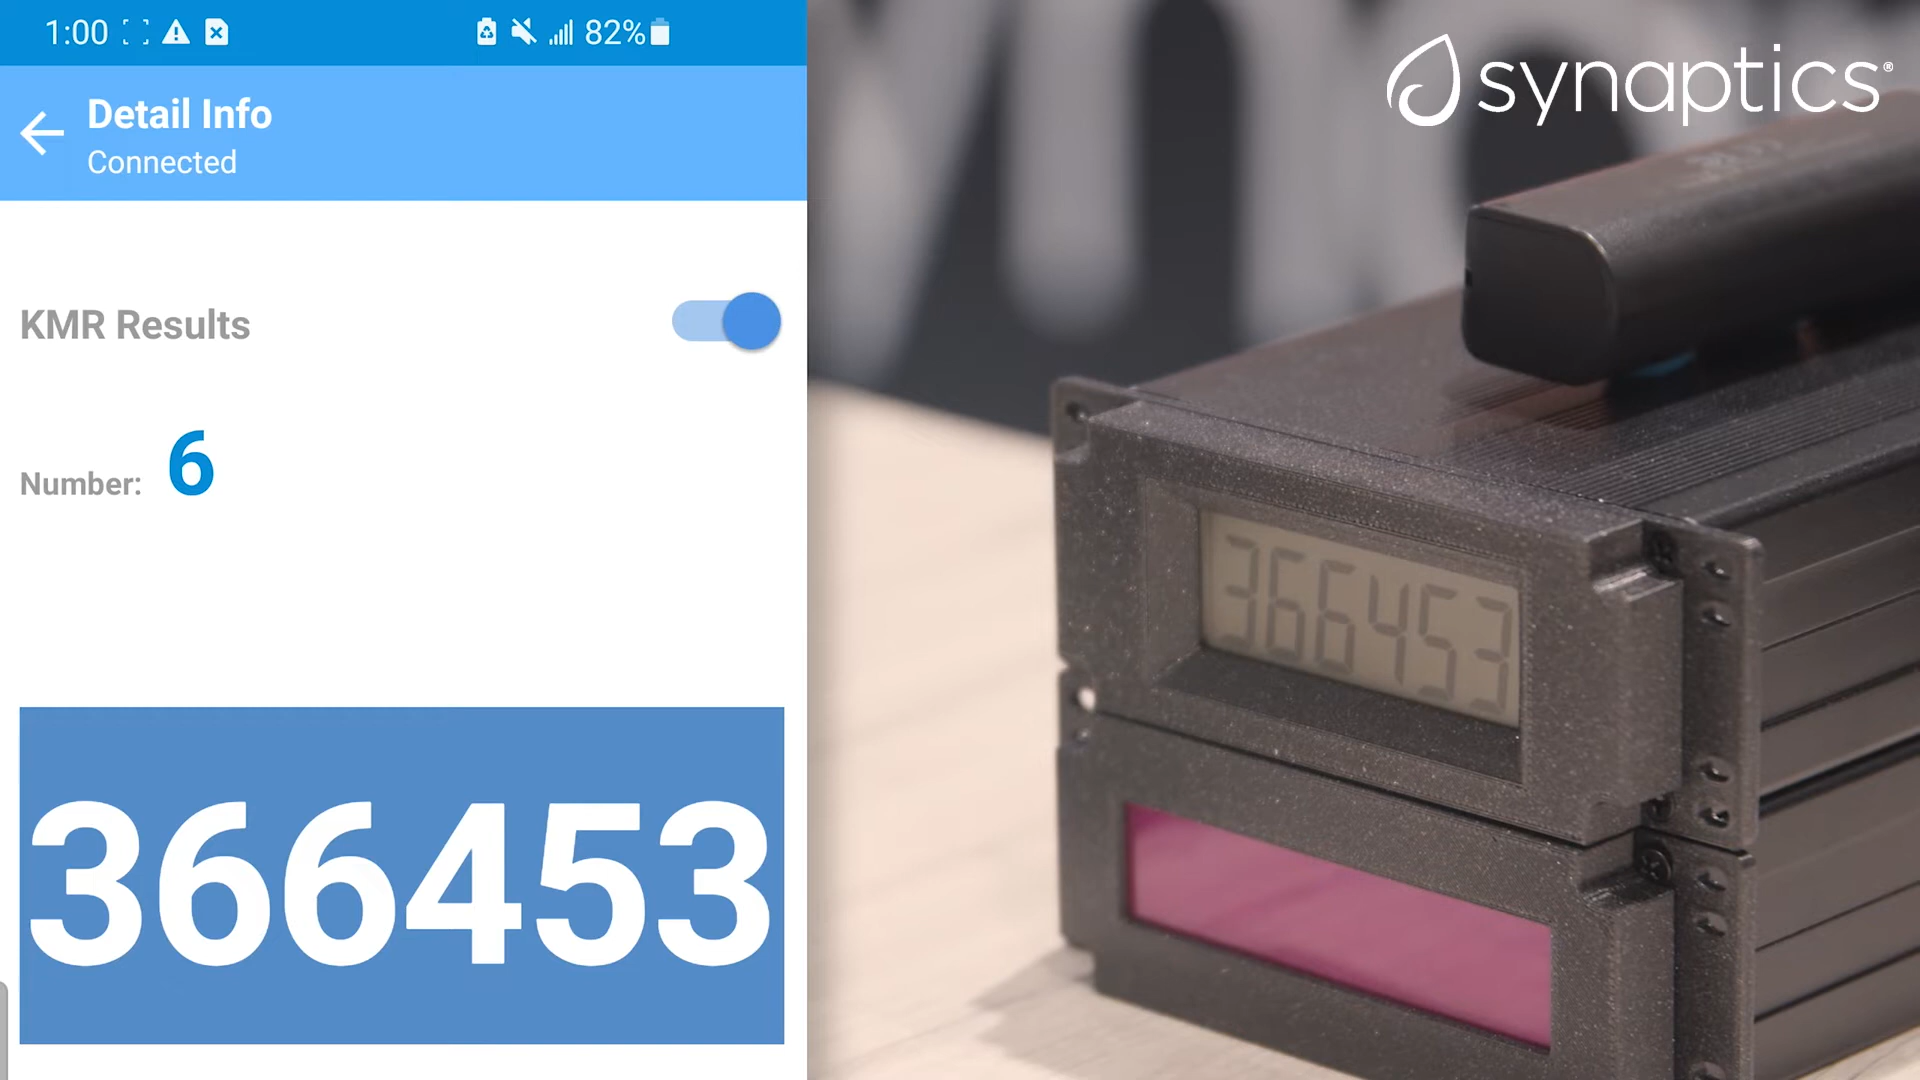 1:00
82%
Detail Info
Connected
KMR Results
Number: 6
366453
synaptics®
366453